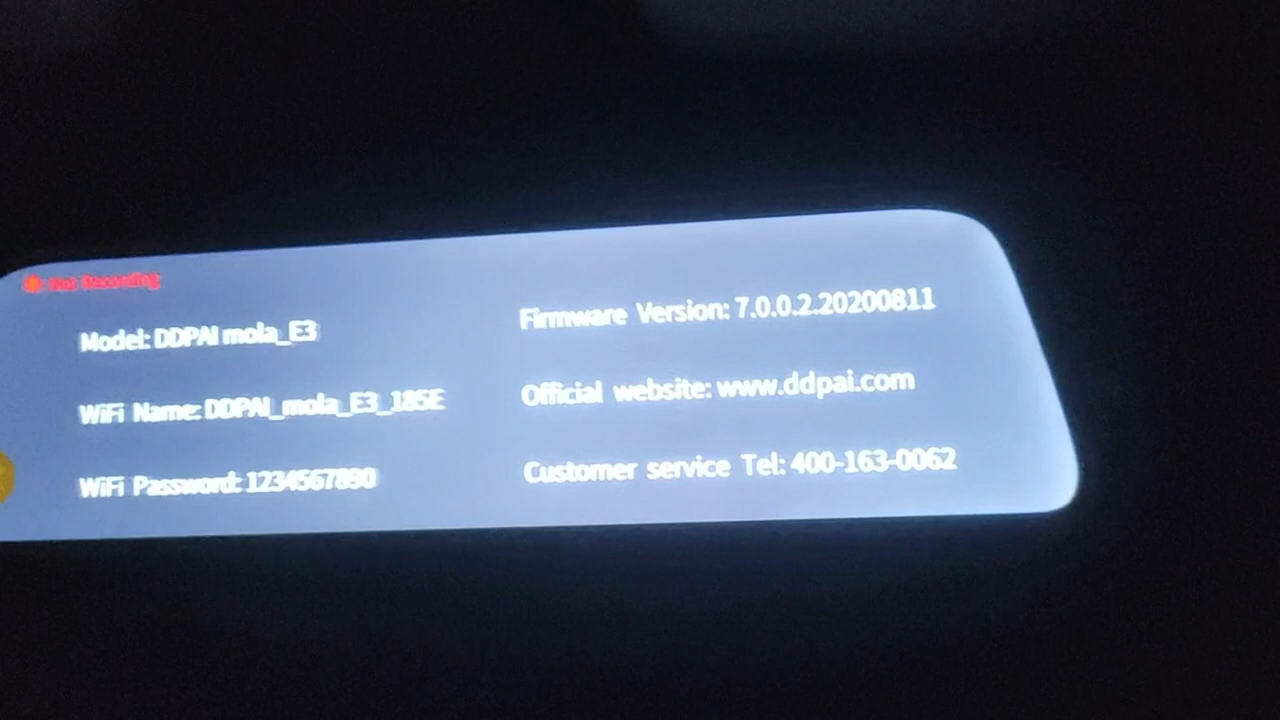 Not Recording
Model: DDPAI mola_E3
WiFi Name: DDPAI_mola_E3_185E
WiFi Password: 1234567890
Firmware Version: 7.0.0.2.20200811
Official website: www.ddpai.com
Customer service Tel: 400-163-0062